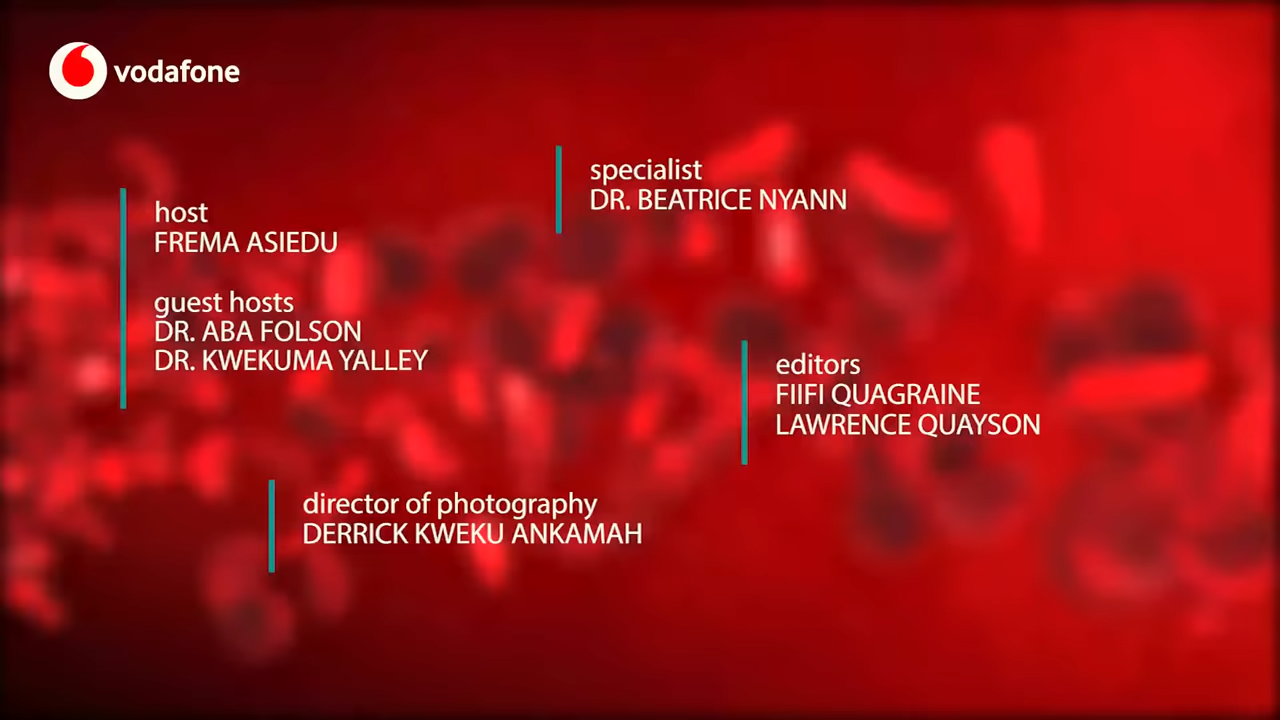 vodafone
host
FREMA ASIEDU
guest hosts
DR. ABA FOLSON
DR. KWEKUMA YALLEY
specialist
DR. BEATRICE NYANN
editors
FIIFI QUAGRAINE
LAWRENCE QUAYSON
director of photography
DERRICK KWEKU ANKAMAH